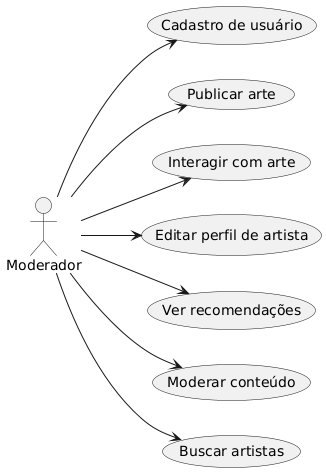 Cadastro de usuário
Publicar arte
Interagir com arte
Editar perfil de artista
Moderador
Ver recomendações
Moderar conteúdo
Buscar artistas